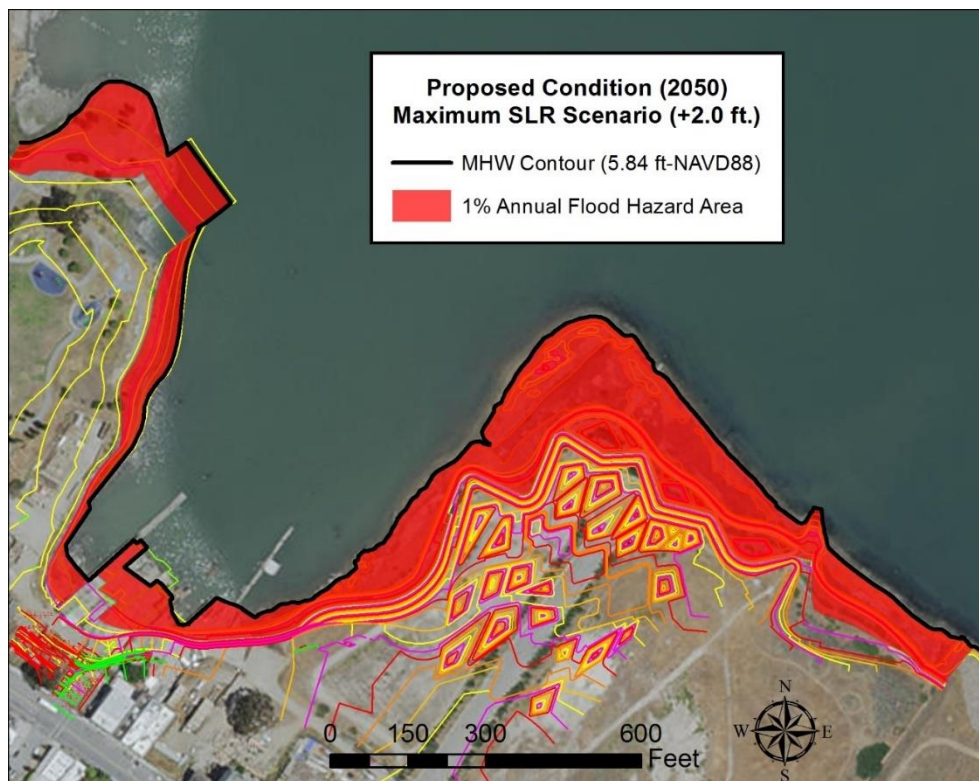 Proposed Condition (2050)
Maximum SLR Scenario (+2.0 ft.)
MHW Contour (5.84 ft-NAVD88)
1% Annual Flood Hazard Area
N
W E
S
0 150 300 600
Feet